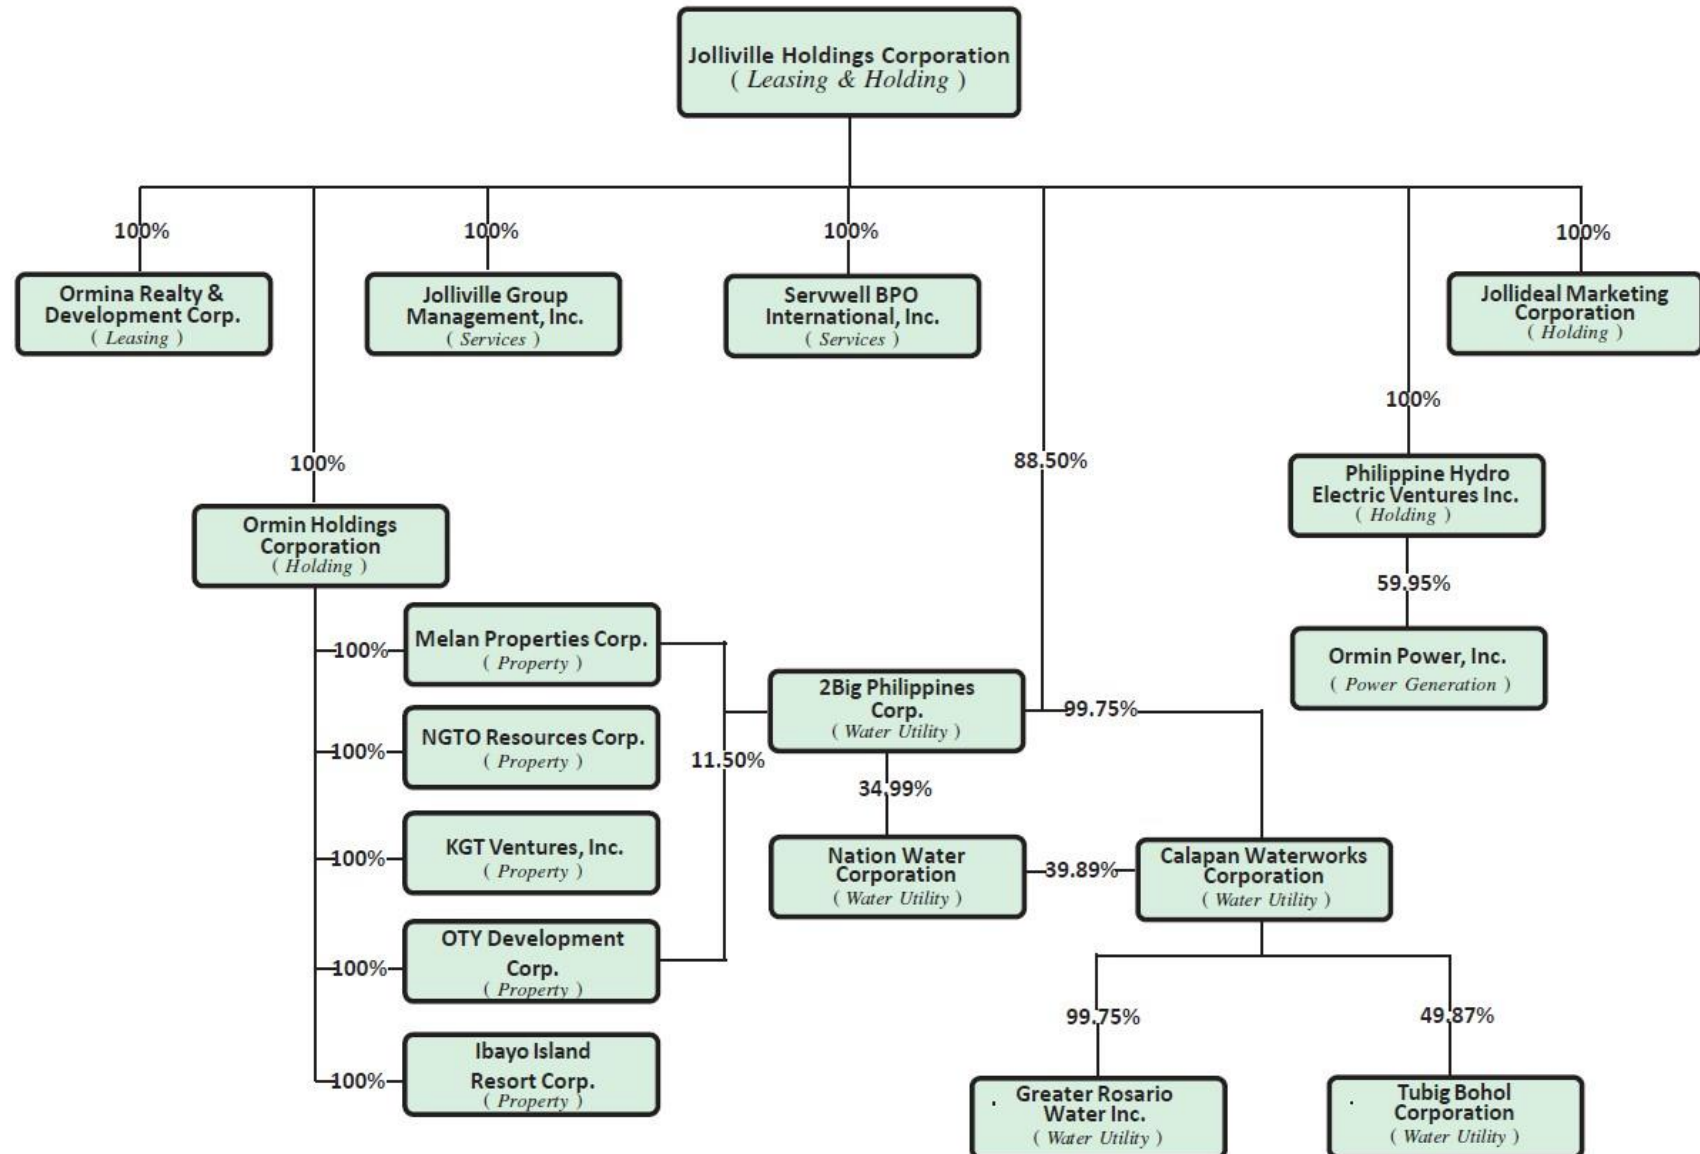 Jolliville Holdings Corporation
( Leasing & Holding )
100%
100%
100%
100%
Ormina Realty &
Development Corp.
( Leasing )
Jolliville Group
Management, Inc.
( Services )
Servwell BPO
International, Inc.
( Services )
Jollideal Marketing
Corporation
( Holding )
100%
100%
88.50%
Philippine Hydro
Electric Ventures Inc.
( Holding )
Ormin Holdings
Corporation
( Holding )
59.95%
100%
Melan Properties Corp.
( Property )
Ormin Power, Inc.
( Power Generation )
2Big Philippines
Corp.
( Water Utility )
99.75%
100%
NGTO Resources Corp.
( Property )
11.50%
34.99%
100%
KGT Ventures, Inc.
( Property )
Nation Water
Corporation
( Water Utility )
39.89%
Calapan Waterworks
Corporation
( Water Utility )
100%
OTY Development
Corp.
( Property )
99.75%
49.87%
100%
Ibayo Island
Resort Corp.
( Property )
Greater Rosario
Water Inc.
( Water Utility )
Tubig Bohol
Corporation
( Water Utility )